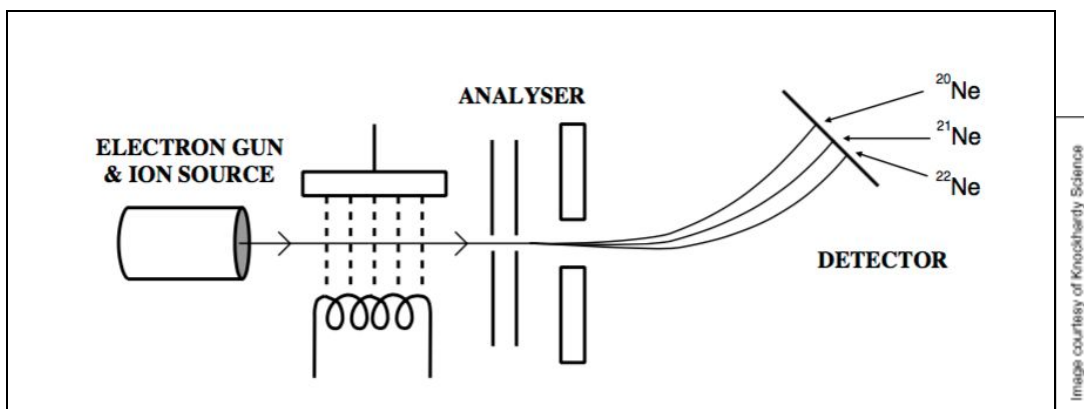 ANALYSER
ELECTRON GUN
& ION SOURCE
²⁰Ne
²¹Ne
²²Ne
DETECTOR
Image courtesy of Knockhardy Science